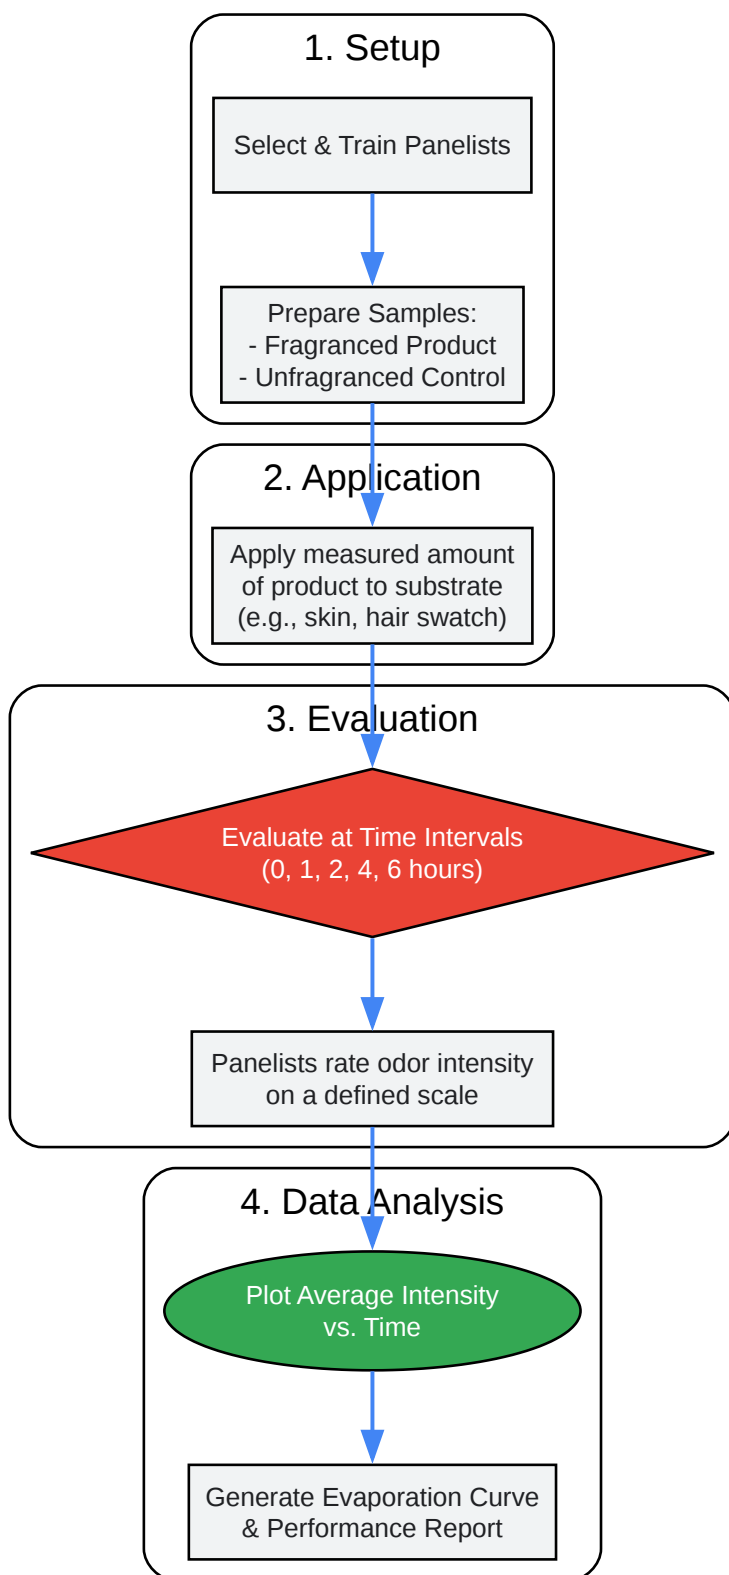 1. Setup
Select & Train Panelists
Prepare Samples:
- Fragranced Product
- Unfragranced Control
2. Application
Apply measured amount
of product to substrate
(e.g., skin, hair swatch)
3. Evaluation
Evaluate at Time Intervals
(0, 1, 2, 4, 6 hours)
Panelists rate odor intensity
on a defined scale
4. Data Analysis
Plot Average Intensity
vs. Time
Generate Evaporation Curve
& Performance Report